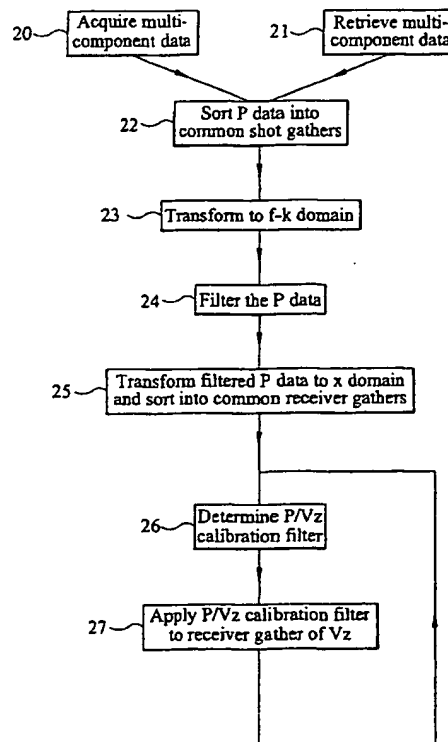 20
Acquire multi-
component data
21
Retrieve multi-
component data
22
Sort P data into
common shot gathers
23
Transform to f-k domain
24
Filter the P data
25
Transform filtered P data to x domain
and sort into common receiver gathers
26
Determine P/Vz
calibration filter
27
Apply P/Vz calibration filter
to receiver gather of Vz